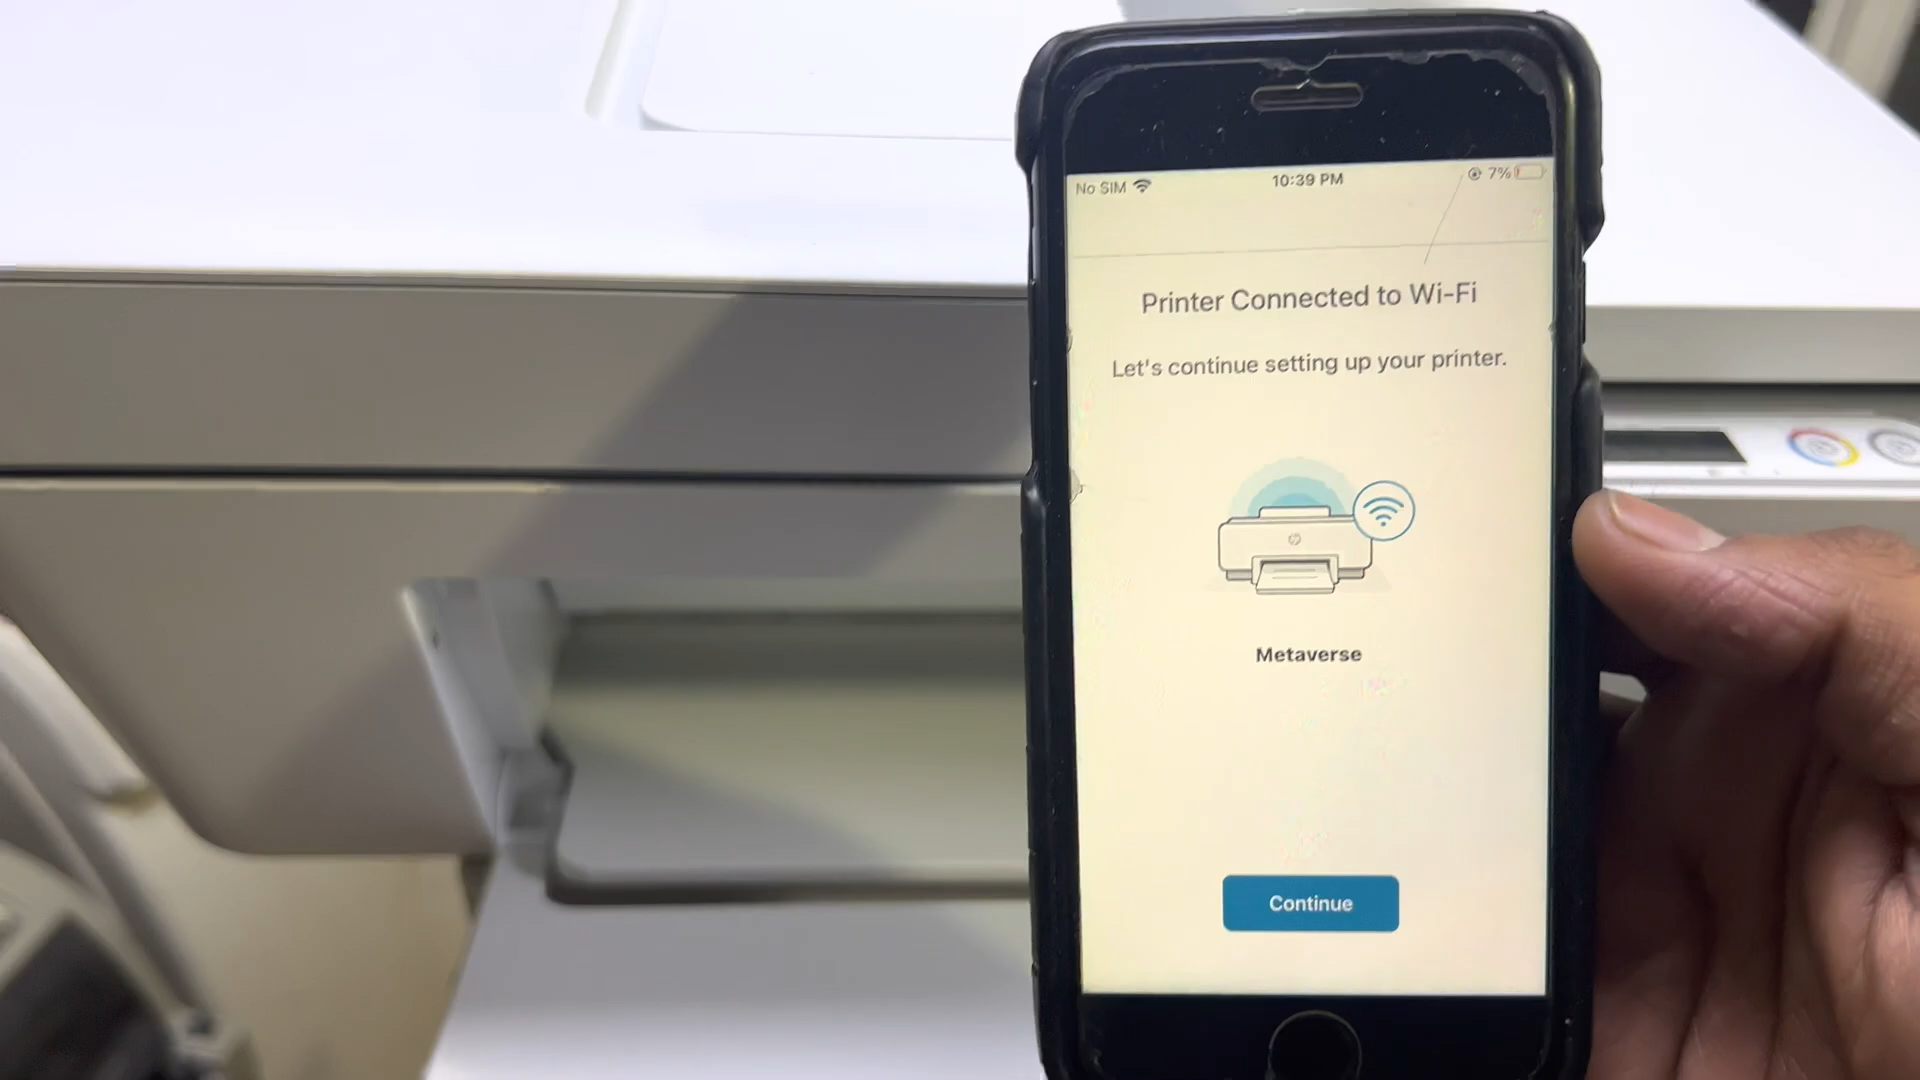 No SIM 10:39 PM 7%
Printer Connected to Wi-Fi
Let's continue setting up your printer.
hp
Metaverse
Continue